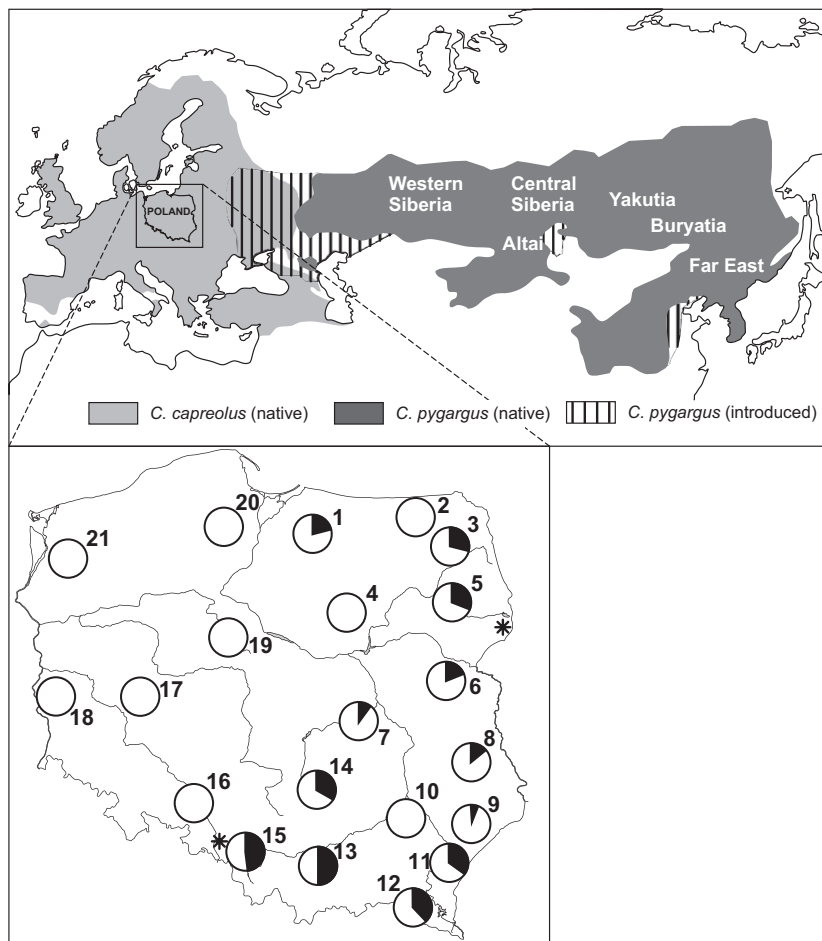 Western
Siberia
Central
Siberia
Yakutia
Buryatia
Altai
Far East
POLAND
C. capreolus (native)
C. pygargus (native)
C. pygargus (introduced)
20
1
2
3
21
5
4
19
6
17
18
7
8
14
16
10
9
15
13
11
12